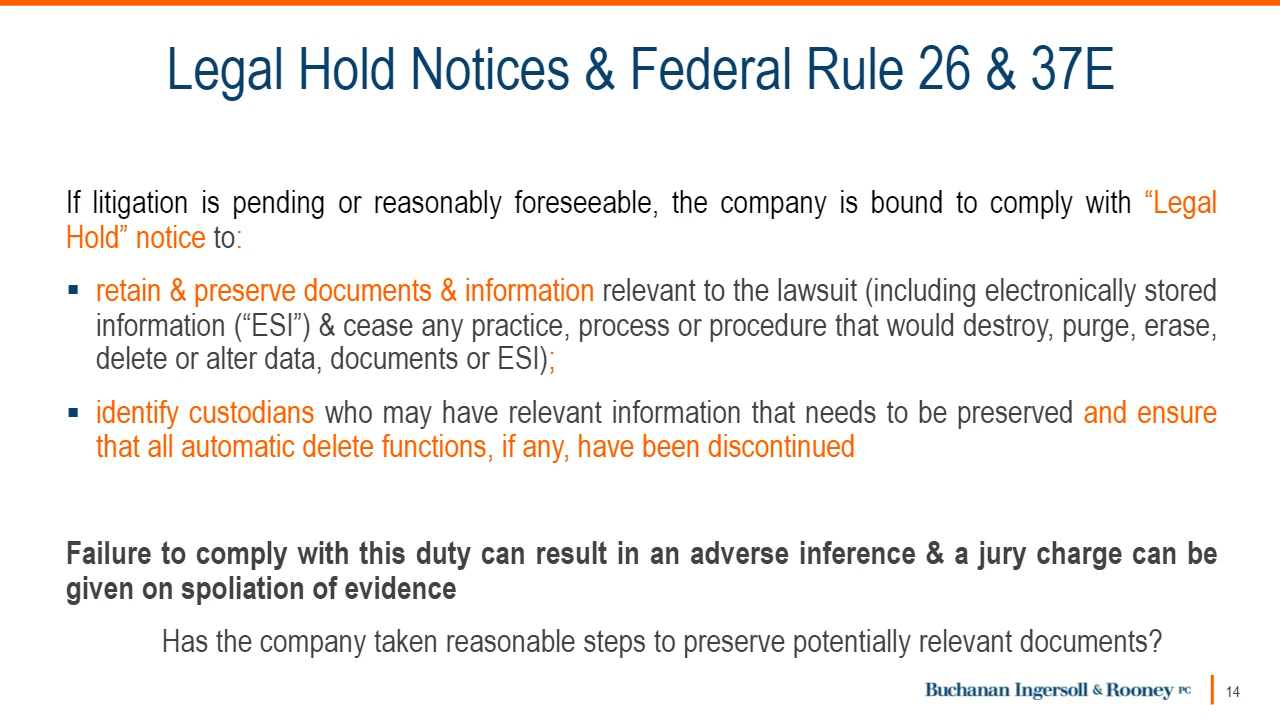 Legal Hold Notices & Federal Rule 26 & 37E
If litigation is pending or reasonably foreseeable, the company is bound to comply with “Legal
Hold” notice to:
▪ retain & preserve documents & information relevant to the lawsuit (including electronically stored
information (“ESI”) & cease any practice, process or procedure that would destroy, purge, erase,
delete or alter data, documents or ESI);
▪ identify custodians who may have relevant information that needs to be preserved and ensure
that all automatic delete functions, if any, have been discontinued
Failure to comply with this duty can result in an adverse inference & a jury charge can be
given on spoliation of evidence
Has the company taken reasonable steps to preserve potentially relevant documents?
Buchanan Ingersoll & Rooney PC
14